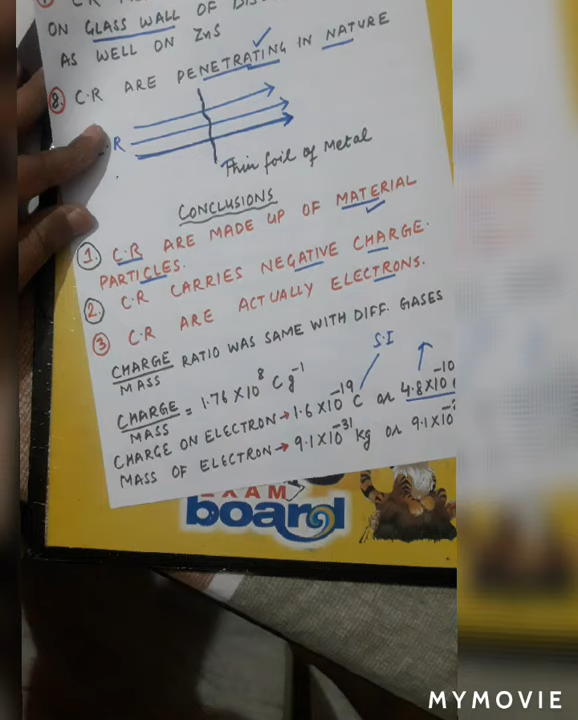 ON GLASS WALL OF
AS WELL ON ZnS
8. C.R ARE PENETRATING IN NATURE
R
Thin foil of Metal
CONCLUSIONS
1. C.R ARE MADE UP OF MATERIAL
PARTICLES.
2. C.R CARRIES NEGATIVE CHARGE.
3 C.R ARE ACTUALLY ELECTRONS.
CHARGE/MASS RATIO WAS SAME WITH DIFF. GASES
S.I
CHARGE/MASS = 1.76 X 10⁸ C g⁻¹
CHARGE ON ELECTRON → 1.6 X 10⁻¹⁹ C or 4.8 X 10⁻¹⁰
MASS OF ELECTRON → 9.1 X 10⁻³¹ kg or 9.1 X 10
EXAM
board
MYMOVIE